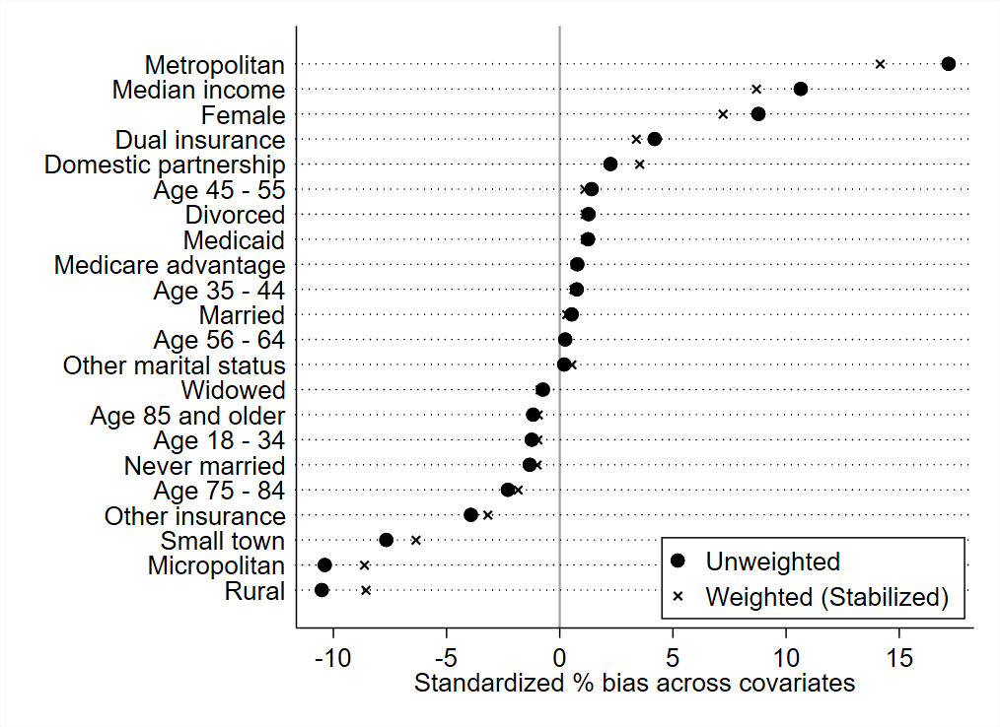 Metropolitan
Median income
Female
Dual insurance
Domestic partnership
Age 45 - 55
Divorced
Medicaid
Medicare advantage
Age 35 - 44
Married
Age 56 - 64
Other marital status
Widowed
Age 85 and older
Age 18 - 34
Never married
Age 75 - 84
Other insurance
Small town
Micropolitan
Rural
Unweighted
Weighted (Stabilized)
-10 -5 0 5 10 15
Standardized % bias across covariates